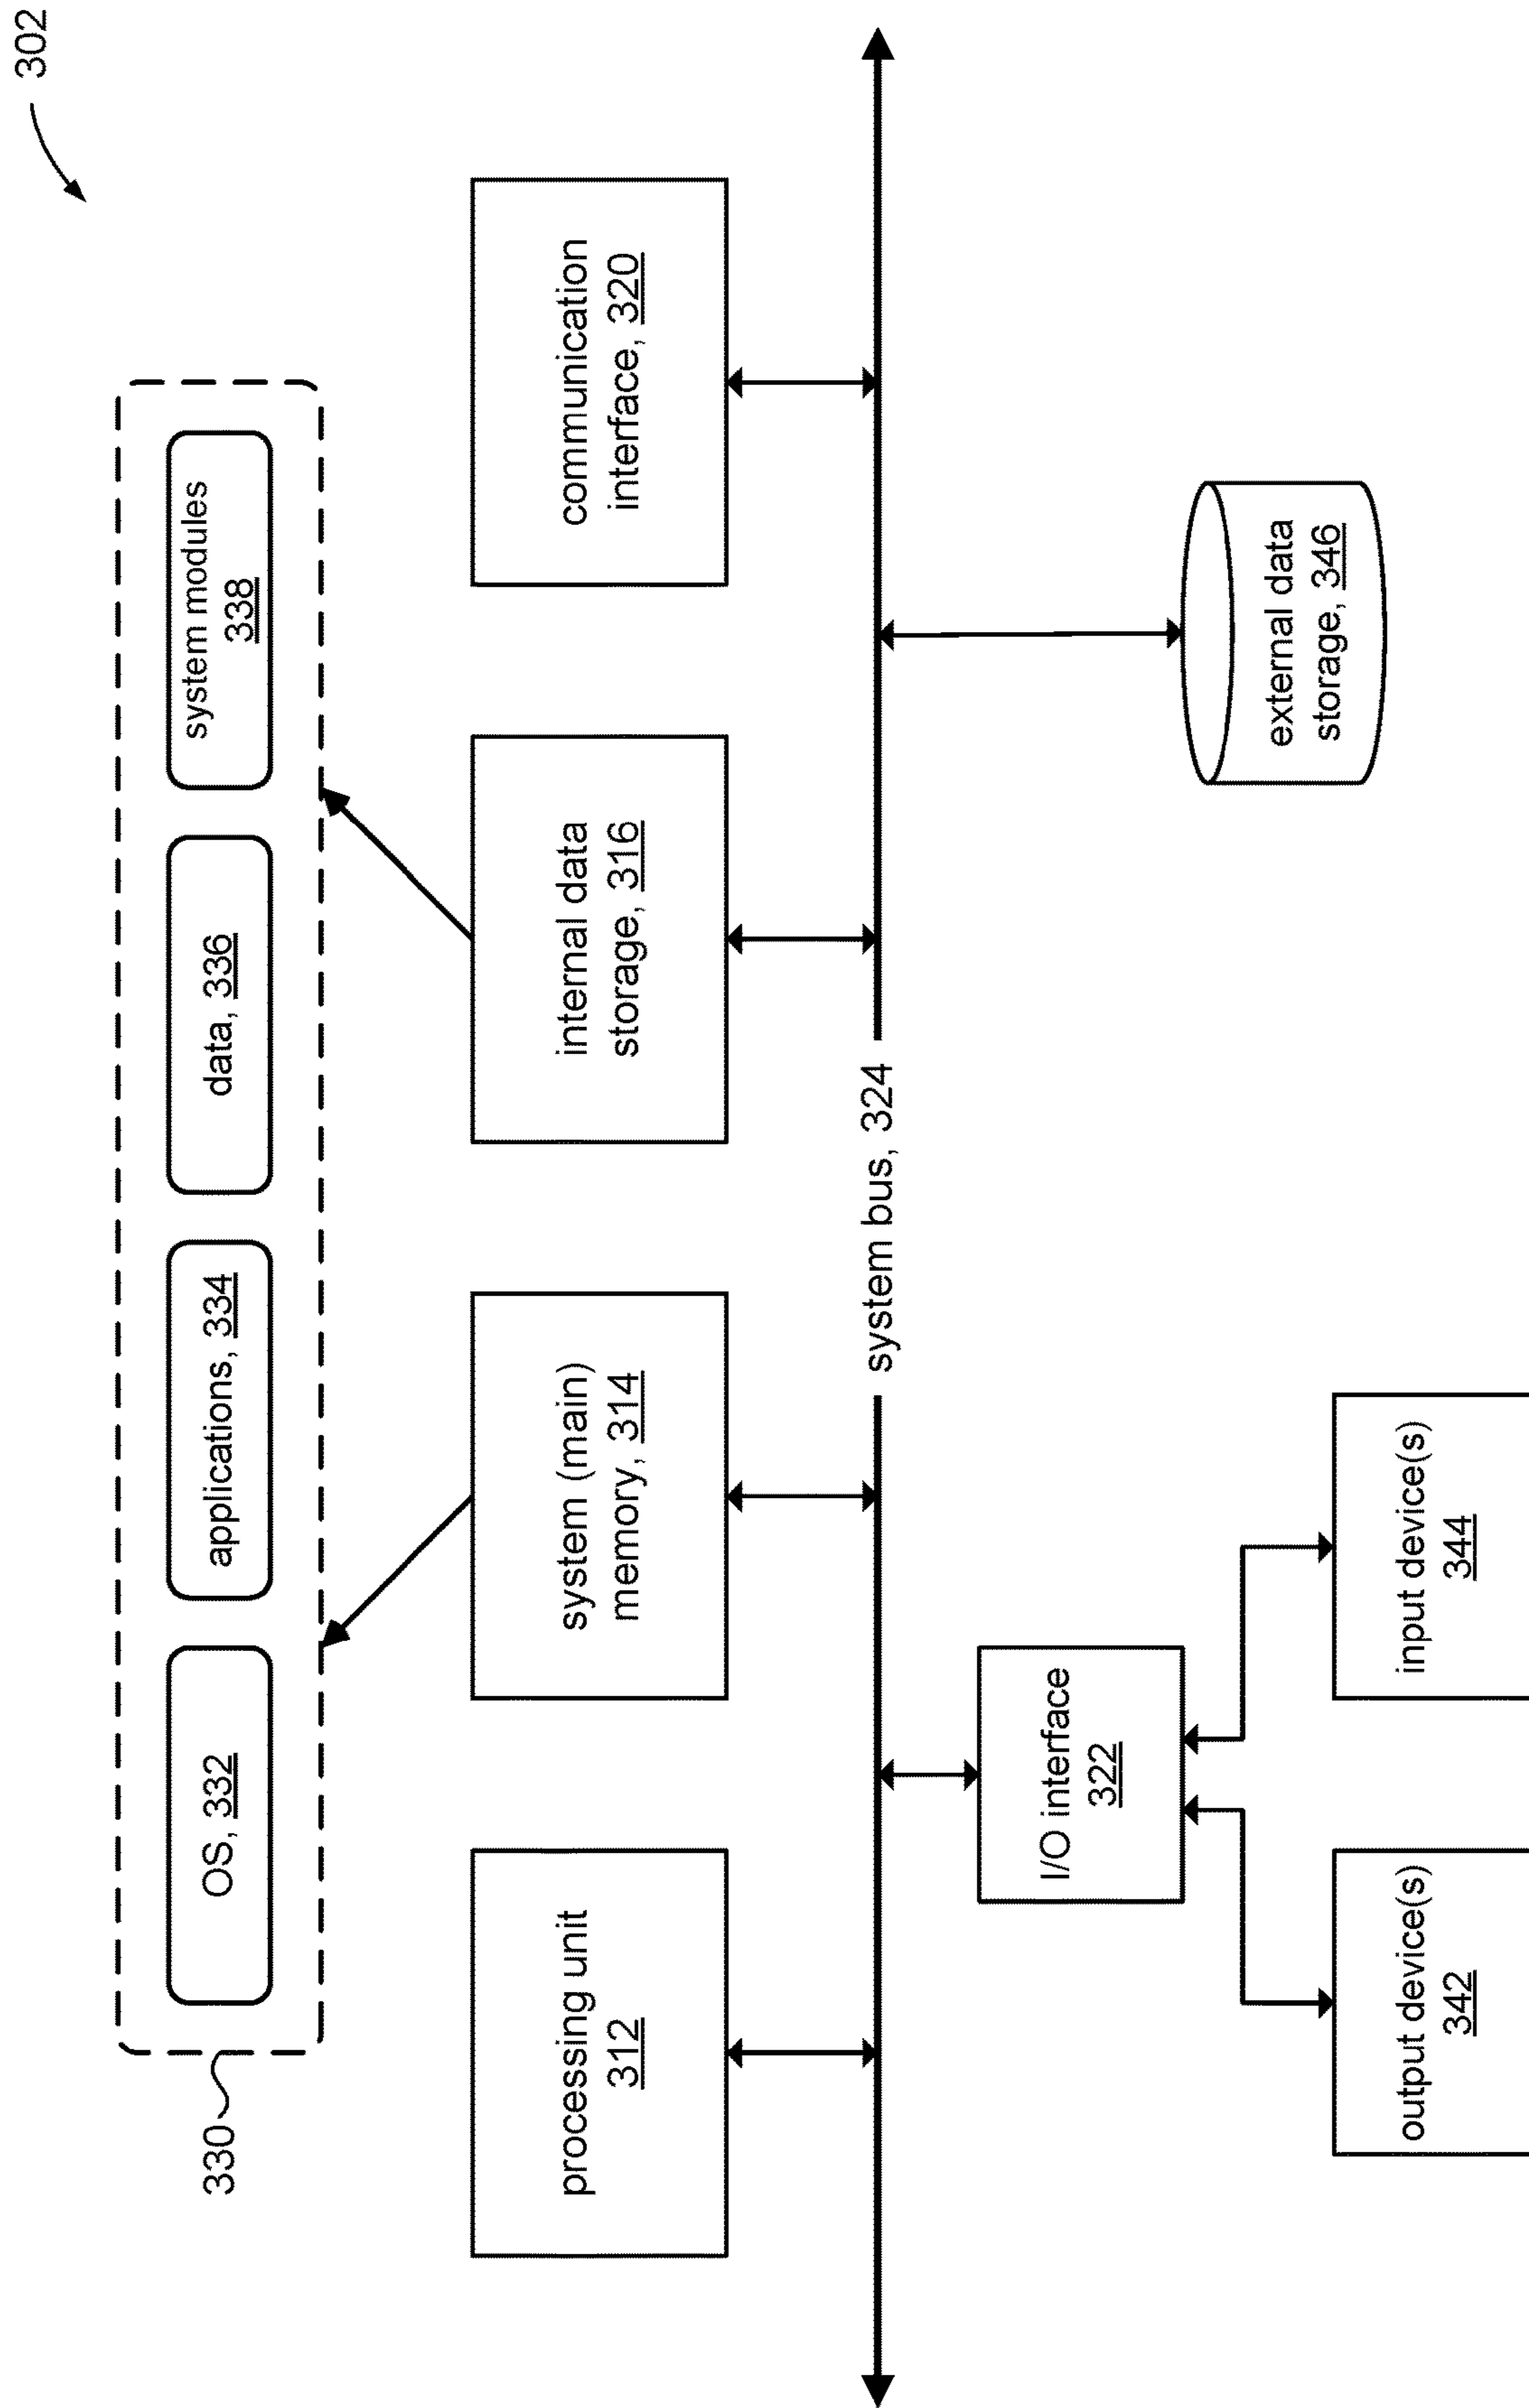 302
330
OS, 332
applications, 334
data, 336
system modules
338
processing unit
312
system (main)
memory, 314
internal data
storage, 316
communication
interface, 320
system bus, 324
I/O interface
322
external data
storage, 346
output device(s)
342
input device(s)
344